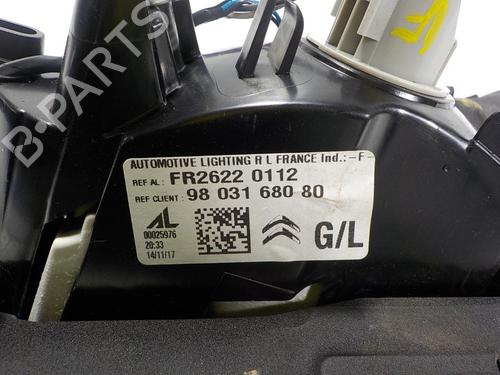 B-PARTS
AUTOMOTIVE LIGHTING R L FRANCE Ind.:-F-
REF AL: FR2622 0112
REF CLIENT: 98 031 680 80
AL
00025976
20:33
14/11/17
G/L